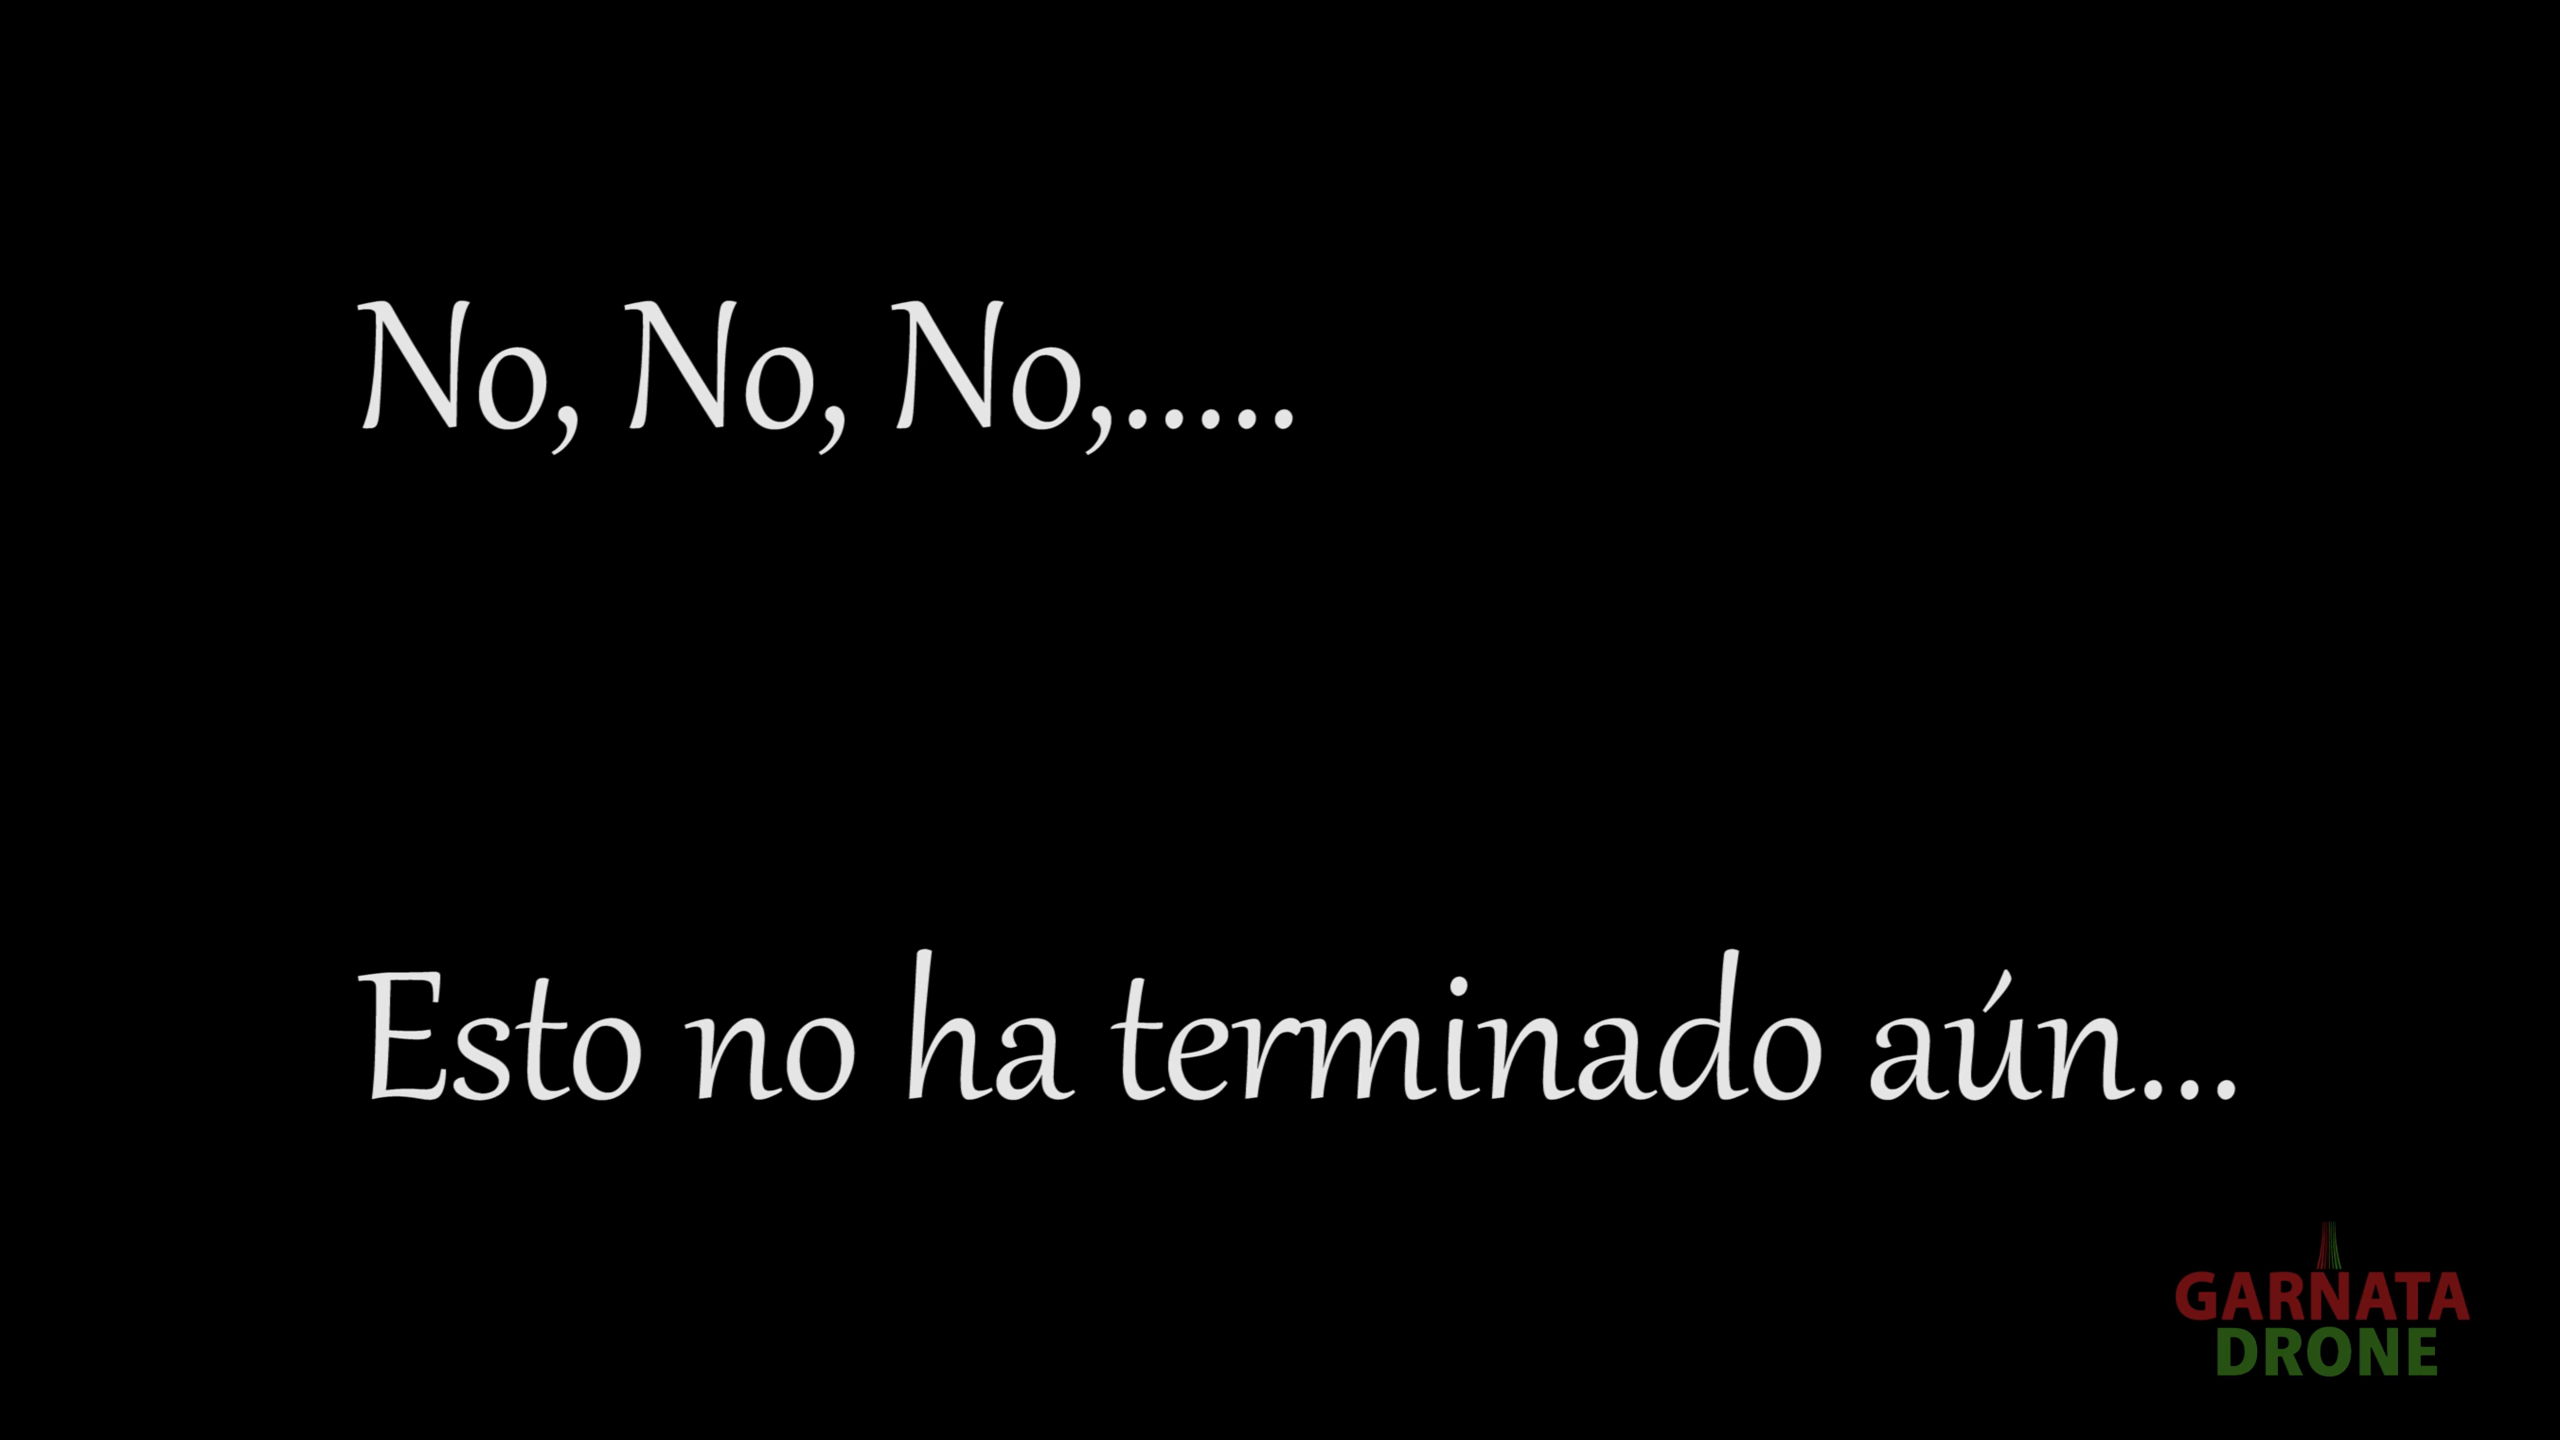 No, No, No,.....
Esto no ha terminado aún...
GARNATA
DRONE